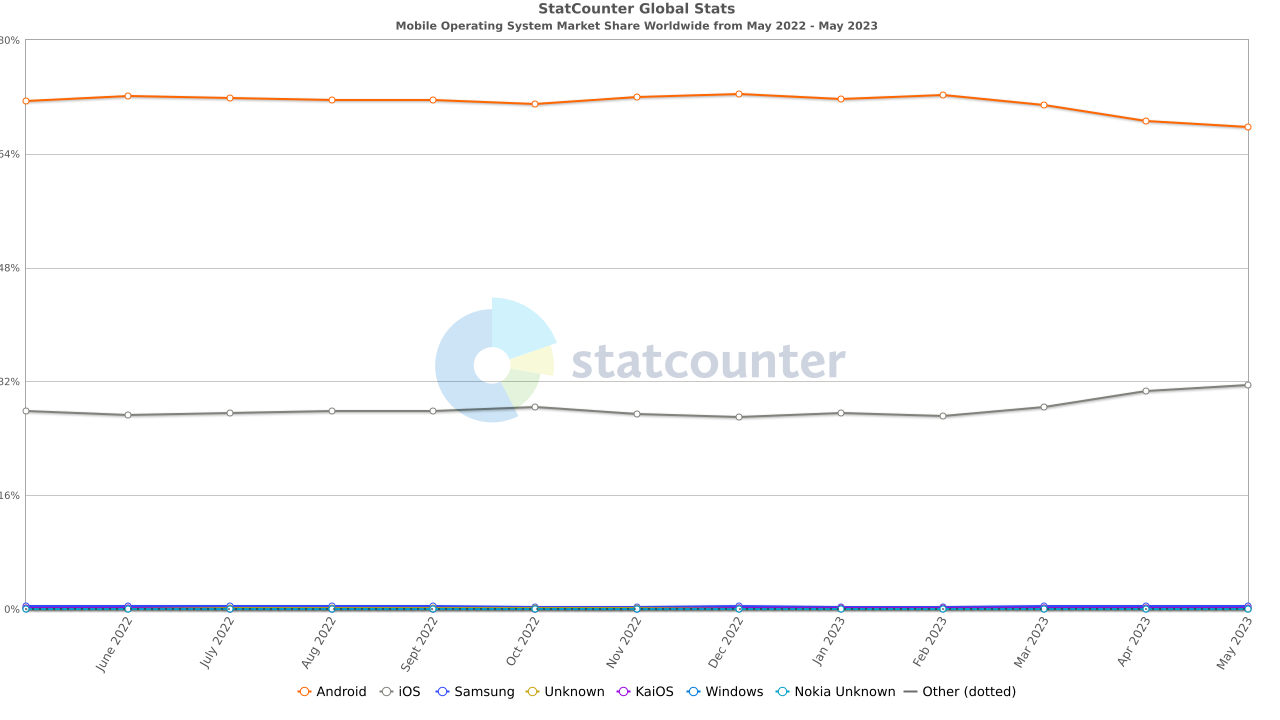 StatCounter Global Stats
Mobile Operating System Market Share Worldwide from May 2022 - May 2023
80%
64%
48%
statcounter
32%
16%
0%
June 2022 July 2022 Aug 2022 Sept 2022 Oct 2022 Nov 2022 Dec 2022 Jan 2023 Feb 2023 Mar 2023 Apr 2023 May 2023
Android iOS Samsung Unknown KaiOS Windows Nokia Unknown Other (dotted)